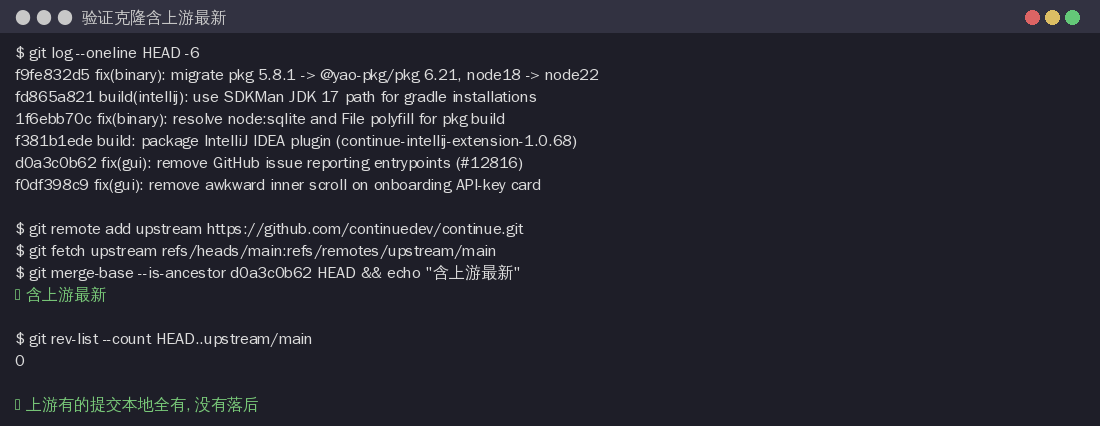 验证克隆含上游最新
$ git log --oneline HEAD -6
f9fe832d5 fix(binary): migrate pkg 5.8.1 -> @yao-pkg/pkg 6.21, node18 -> node22
fd865a821 build(intellij): use SDKMan JDK 17 path for gradle installations
1f6ebb70c fix(binary): resolve node:sqlite and File polyfill for pkg build
f381b1ede build: package IntelliJ IDEA plugin (continue-intellij-extension-1.0.68)
d0a3c0b62 fix(gui): remove GitHub issue reporting entrypoints (#12816)
f0df398c9 fix(gui): remove awkward inner scroll on onboarding API-key card
$ git remote add upstream https://github.com/continuedev/continue.git
$ git fetch upstream refs/heads/main:refs/remotes/upstream/main
$ git merge-base --is-ancestor d0a3c0b62 HEAD && echo "含上游最新"
含上游最新
$ git rev-list --count HEAD..upstream/main
0
上游有的提交本地全有, 没有落后